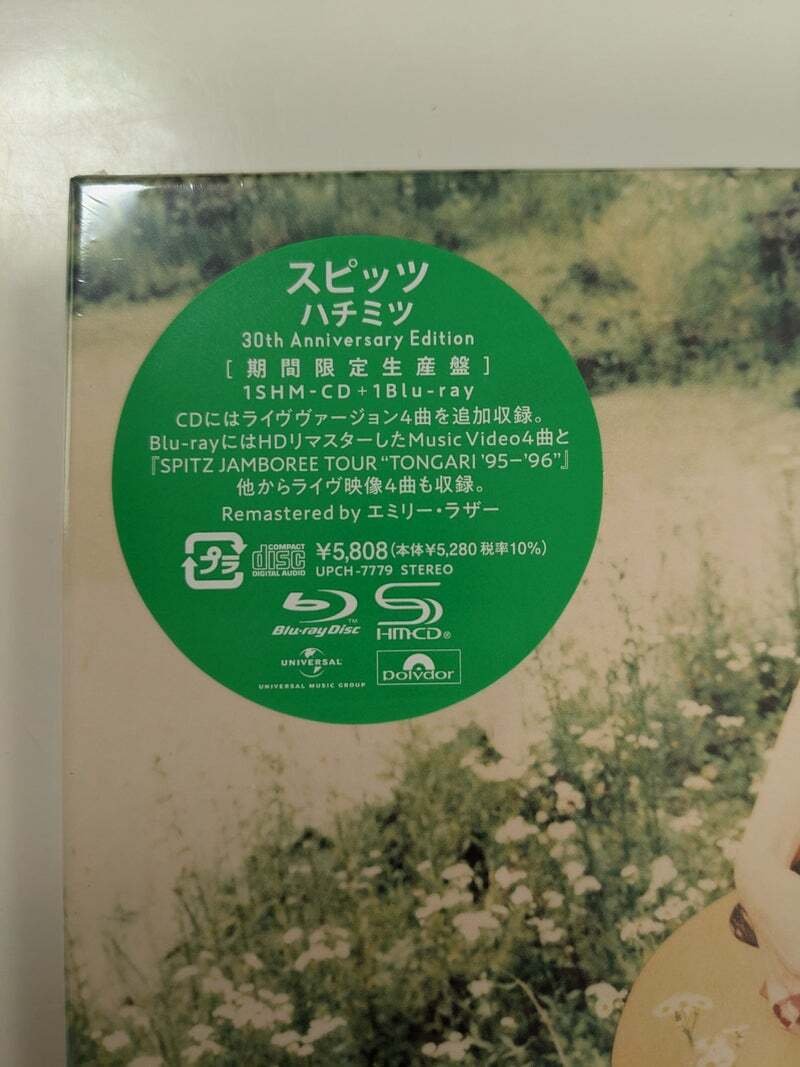 スピッツ
ハチミツ
30th Anniversary Edition
[期間限定生産盤]
1SHM-CD+1Blu-ray
CDにはライヴヴァージョン4曲を追加収録。
Blu-rayにはHDリマスターしたMusic Video4曲と
『SPITZ JAMBOREE TOUR “TONGARI '95-'96”』
他からライヴ映像4曲も収録。
Remastered by エミリー・ラザー
プラ
COMPACT disc DIGITAL AUDIO
¥5,808(本体¥5,280 税率10%)
UPCH-7779 STEREO
Blu-ray Disc™
SHM-CD®
UNIVERSAL
UNIVERSAL MUSIC GROUP
polydor